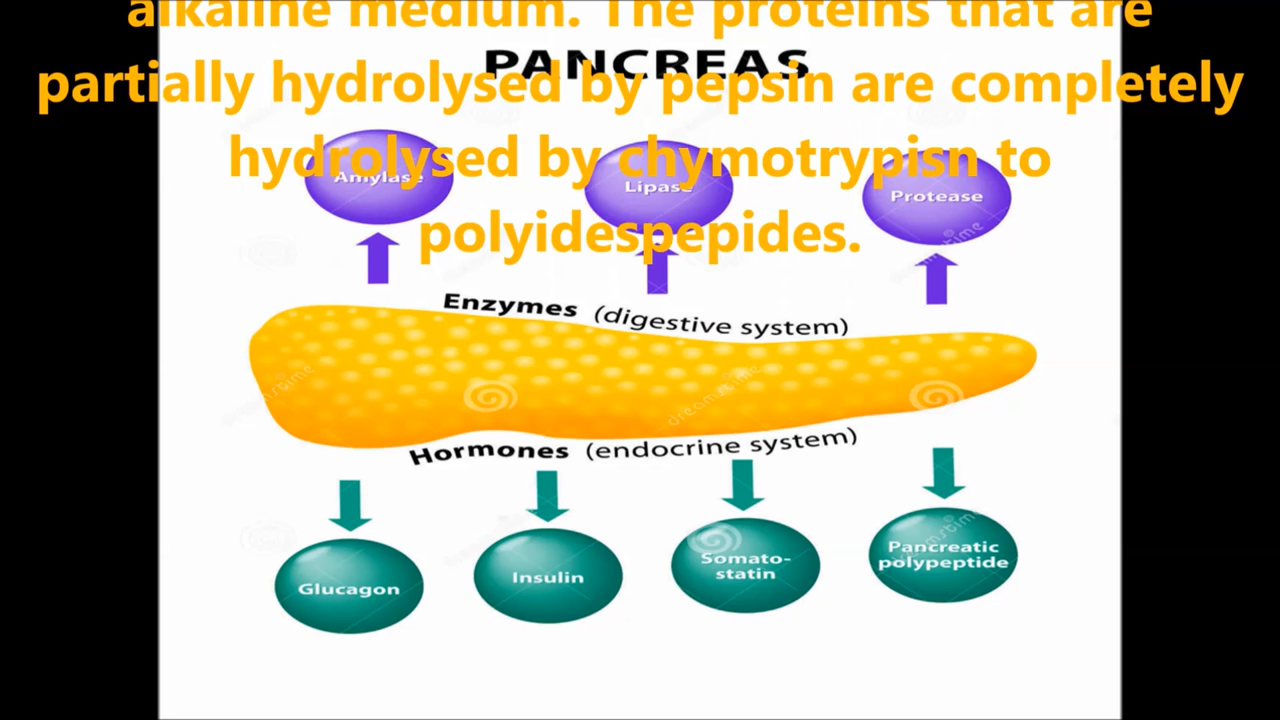 alkaline medium. The proteins that are
PANCREAS
partially hydrolysed by pepsin are completely
hydrolysed by chymotrypisn to
Amylase
Lipase
Protease
polyidespepides.
Enzymes (digestive system)
Hormones (endocrine system)
Glucagon
Insulin
Somato-
statin
Pancreatic
polypeptide
dreamstime